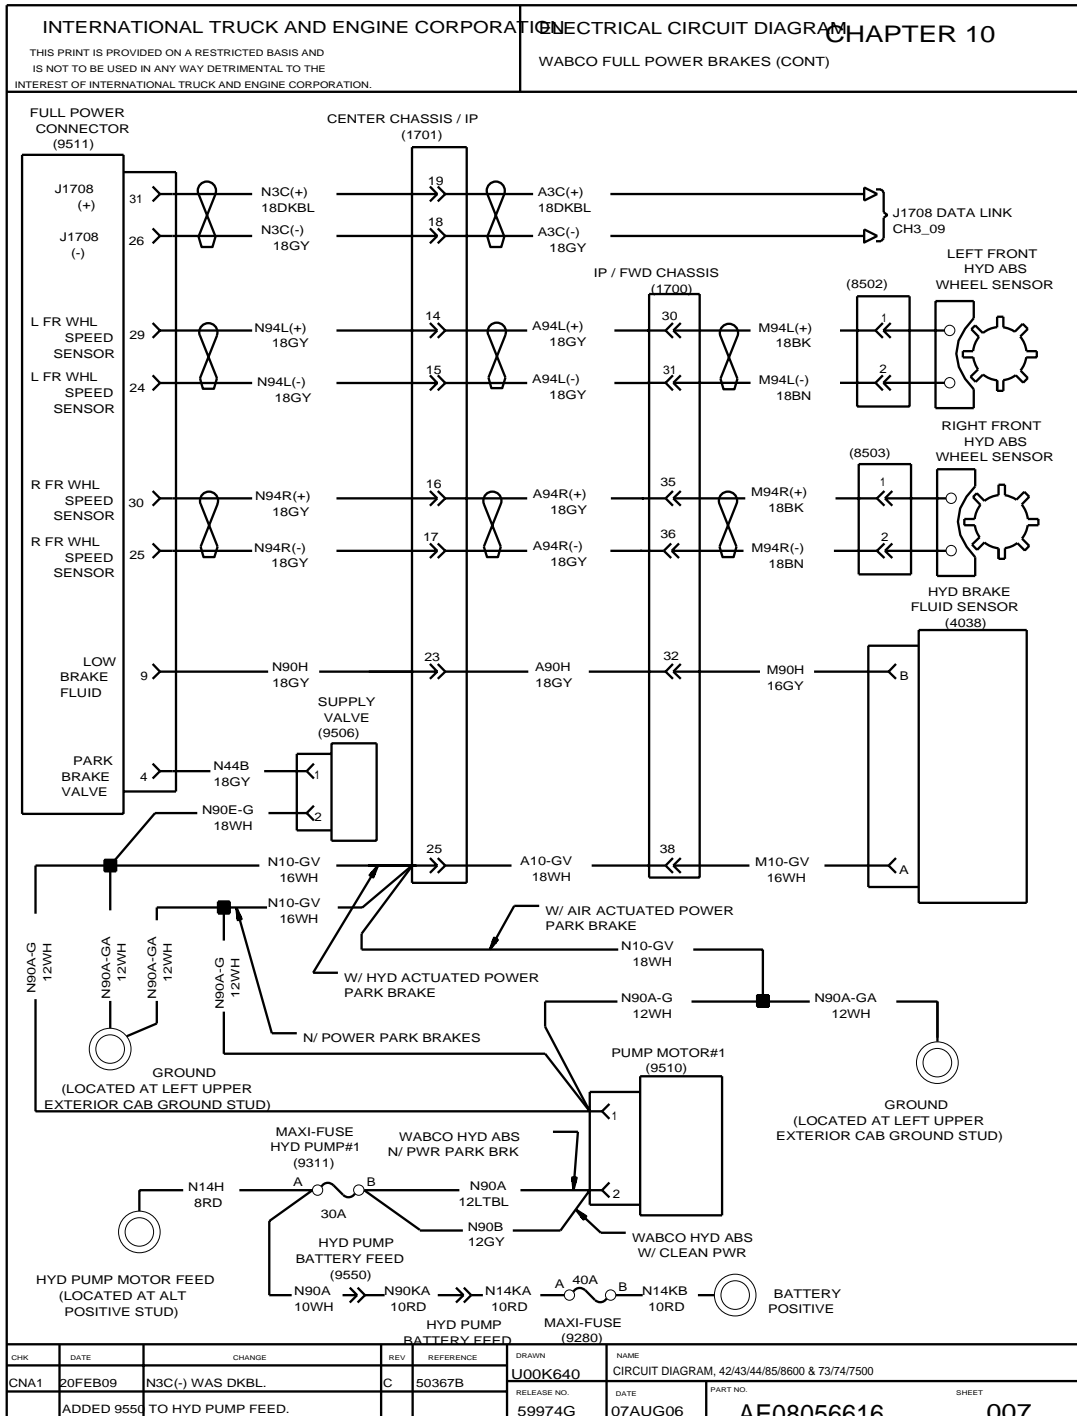 INTERNATIONAL TRUCK AND ENGINE CORPORATION
THIS PRINT IS PROVIDED ON A RESTRICTED BASIS AND
IS NOT TO BE USED IN ANY WAY DETRIMENTAL TO THE
INTEREST OF INTERNATIONAL TRUCK AND ENGINE CORPORATION.
ELECTRICAL CIRCUIT DIAGRAM
CHAPTER 10
WABCO FULL POWER BRAKES (CONT)
FULL POWER
CONNECTOR
(9511)
CENTER CHASSIS / IP
(1701)
J1708
(+)
31
N3C(+)
18DKBL
19
A3C(+)
18DKBL
J1708
(-)
26
N3C(-)
18GY
18
A3C(-)
18GY
J1708 DATA LINK
CH3_09
IP / FWD CHASSIS
(1700)
(8502)
LEFT FRONT
HYD ABS
WHEEL SENSOR
L FR WHL
SPEED
SENSOR
29
N94L(+)
18GY
14
A94L(+)
18GY
30
M94L(+)
18BK
1
L FR WHL
SPEED
SENSOR
24
N94L(-)
18GY
15
A94L(-)
18GY
31
M94L(-)
18BN
2
(8503)
RIGHT FRONT
HYD ABS
WHEEL SENSOR
R FR WHL
SPEED
SENSOR
30
N94R(+)
18GY
16
A94R(+)
18GY
35
M94R(+)
18BK
1
R FR WHL
SPEED
SENSOR
25
N94R(-)
18GY
17
A94R(-)
18GY
36
M94R(-)
18BN
2
HYD BRAKE
FLUID SENSOR
(4038)
LOW
BRAKE
FLUID
9
N90H
18GY
23
A90H
18GY
32
M90H
16GY
B
SUPPLY
VALVE
(9506)
PARK
BRAKE
VALVE
4
N44B
18GY
1
N90E-G
18WH
2
N10-GV
16WH
25
A10-GV
18WH
38
M10-GV
16WH
A
N10-GV
16WH
W/ AIR ACTUATED POWER
PARK BRAKE
N10-GV
18WH
N90A-G
12WH
N90A-GA
12WH
N90A-GA
12WH
N90A-G
12WH
W/ HYD ACTUATED POWER
PARK BRAKE
N90A-G
12WH
N90A-GA
12WH
N/ POWER PARK BRAKES
GROUND
(LOCATED AT LEFT UPPER
EXTERIOR CAB GROUND STUD)
PUMP MOTOR#1
(9510)
1
2
GROUND
(LOCATED AT LEFT UPPER
EXTERIOR CAB GROUND STUD)
MAXI-FUSE
HYD PUMP#1
(9311)
WABCO HYD ABS
N/ PWR PARK BRK
N14H
8RD
A
B
30A
N90A
12LTBL
N90B
12GY
WABCO HYD ABS
W/ CLEAN PWR
HYD PUMP MOTOR FEED
(LOCATED AT ALT
POSITIVE STUD)
HYD PUMP
BATTERY FEED
(9550)
N90A
10WH
N90KA
10RD
N14KA
10RD
A
40A
B
N14KB
10RD
BATTERY
POSITIVE
HYD PUMP
BATTERY FEED
MAXI-FUSE
(9280)
CHK
DATE
CHANGE
REV
REFERENCE
DRAWN
NAME
CNA1
20FEB09
N3C(-) WAS DKBL.
C
50367B
U00K640
CIRCUIT DIAGRAM, 42/43/44/85/8600 & 73/74/7500
ADDED 9550 TO HYD PUMP FEED.
RELEASE NO.
DATE
PART NO.
SHEET
59974G
07AUG06
AE08056616
007